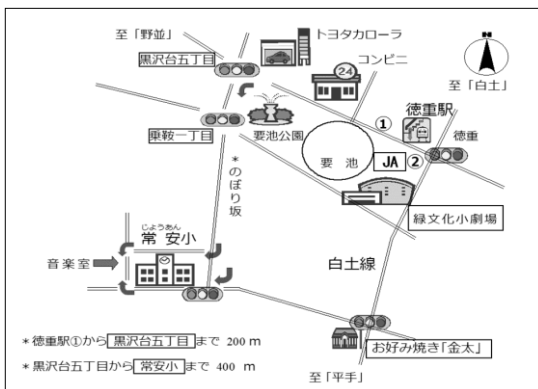 至「野並」
トヨタカローラ
黒沢台五丁目
コンビニ
24
至「白土」
徳重駅
①
徳重
乗鞍一丁目
要池公園
要池
JA
②
*のぼり坂
緑文化小劇場
じょうあん
常安小
音楽室
白土線
*徳重駅①から 黒沢台五丁目 まで 200 m
*黒沢台五丁目から 常安小 まで 400 m
お好み焼き「金太」
至「平手」